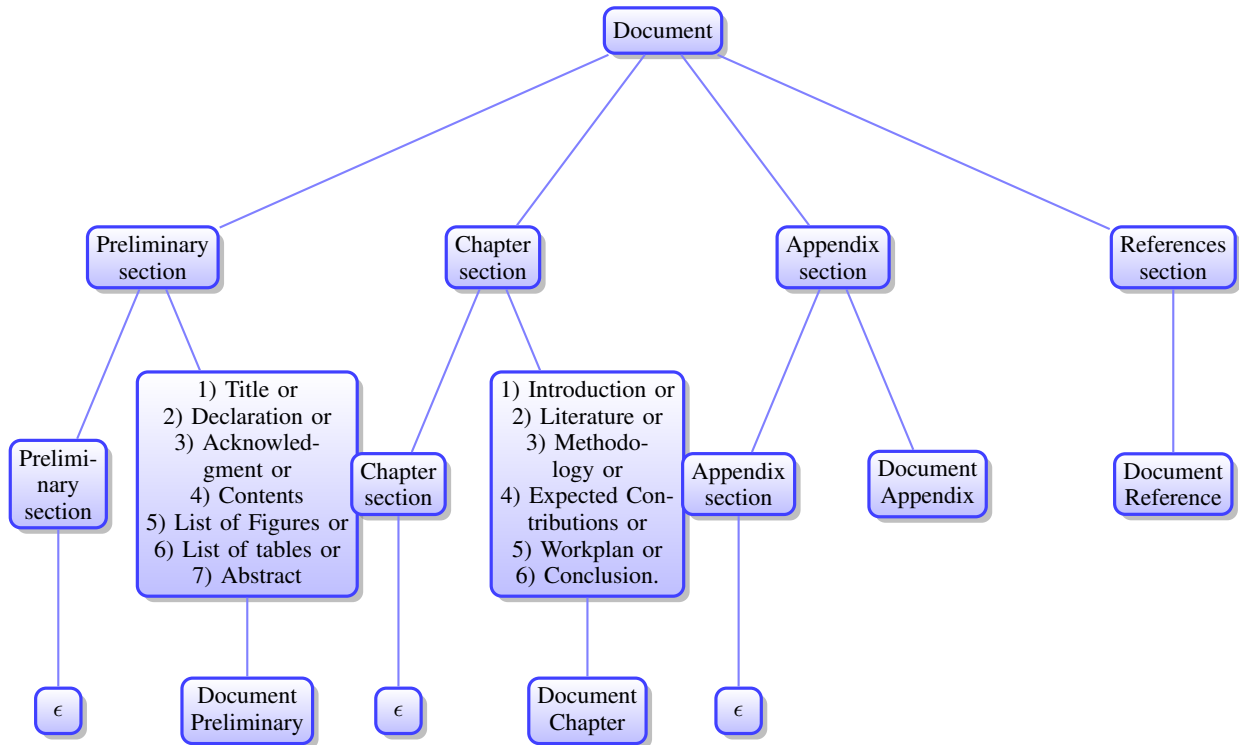 Document
Preliminary
section
Chapter
section
Appendix
section
References
section
1) Title or
2) Declaration or
3) Acknowled-
gment or
4) Contents
5) List of Figures or
6) List of tables or
7) Abstract
1) Introduction or
2) Literature or
3) Methodo-
logy or
4) Expected Con-
tributions or
5) Workplan or
6) Conclusion.
Prelimi-
nary
section
Chapter
section
Appendix
section
Document
Appendix
Document
Reference
ϵ
Document
Preliminary
ϵ
Document
Chapter
ϵ